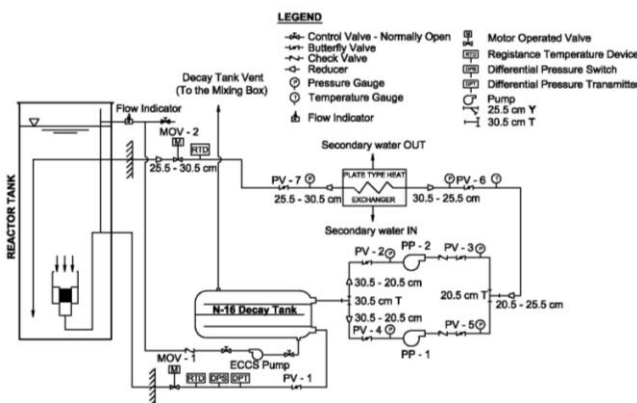 LEGEND
Control Valve - Normally Open
Butterfly Valve
Check Valve
Reducer
Pressure Gauge
Temperature Gauge
Flow Indicator
M
Motor Operated Valve
RTD
Registance Temperature Device
DPS
Differential Pressure Switch
DPT
Differential Pressure Transmitter
Pump
25.5 cm Y
30.5 cm T
Decay Tank Vent
(To the Mixing Box)
Flow Indicator
MOV - 2
M
RTD
25.5 - 30.5 cm
REACTOR TANK
Secondary water OUT
PV - 7
P
PLATE TYPE HEAT
EXCHANGER
P
PV - 6
T
25.5 - 30.5 cm
30.5 - 25.5 cm
Secondary water IN
PP - 2
PV - 2
P
PV - 3
P
30.5 - 20.5 cm
N-16 Decay Tank
30.5 cm T
20.5 cm T
20.5 - 25.5 cm
30.5 - 20.5 cm
PV - 4
P
PV - 5
P
PP - 1
MOV - 1
M
ECCS Pump
PV - 1
RTD
DPS
DPT